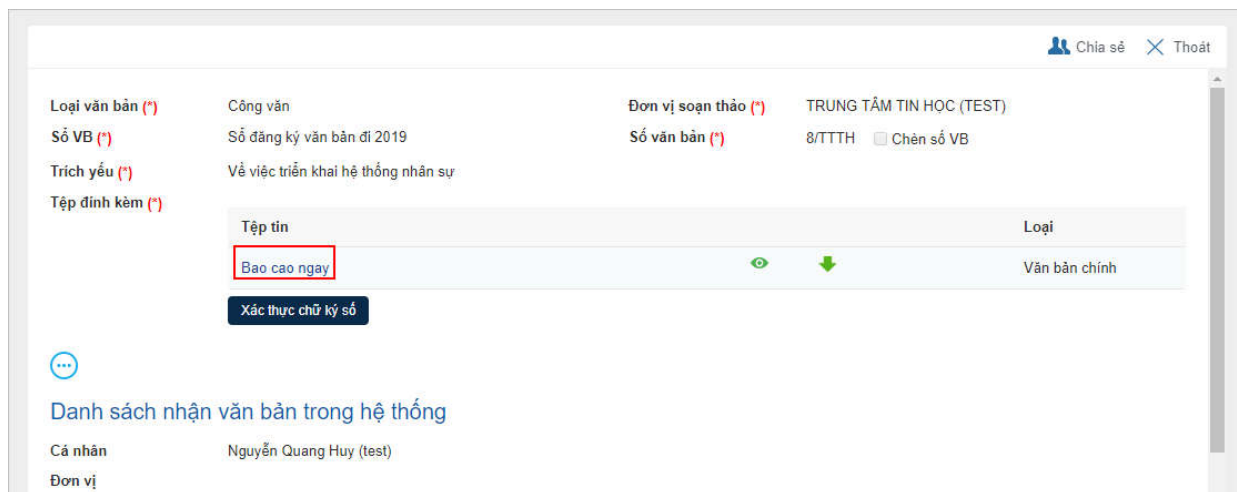 Chia sẻ Thoát
Loại văn bản (*) Công văn Đơn vị soạn thảo (*) TRUNG TÂM TIN HỌC (TEST)
Sổ VB (*) Sổ đăng ký văn bản đi 2019 Số văn bản (*) 8/TTTH Chèn số VB
Trích yếu (*) Về việc triển khai hệ thống nhân sự
Tệp đính kèm (*)
Tệp tin Loại
Bao cao ngay Văn bản chính
Xác thực chữ ký số
Danh sách nhận văn bản trong hệ thống
Cá nhân Nguyễn Quang Huy (test)
Đơn vị